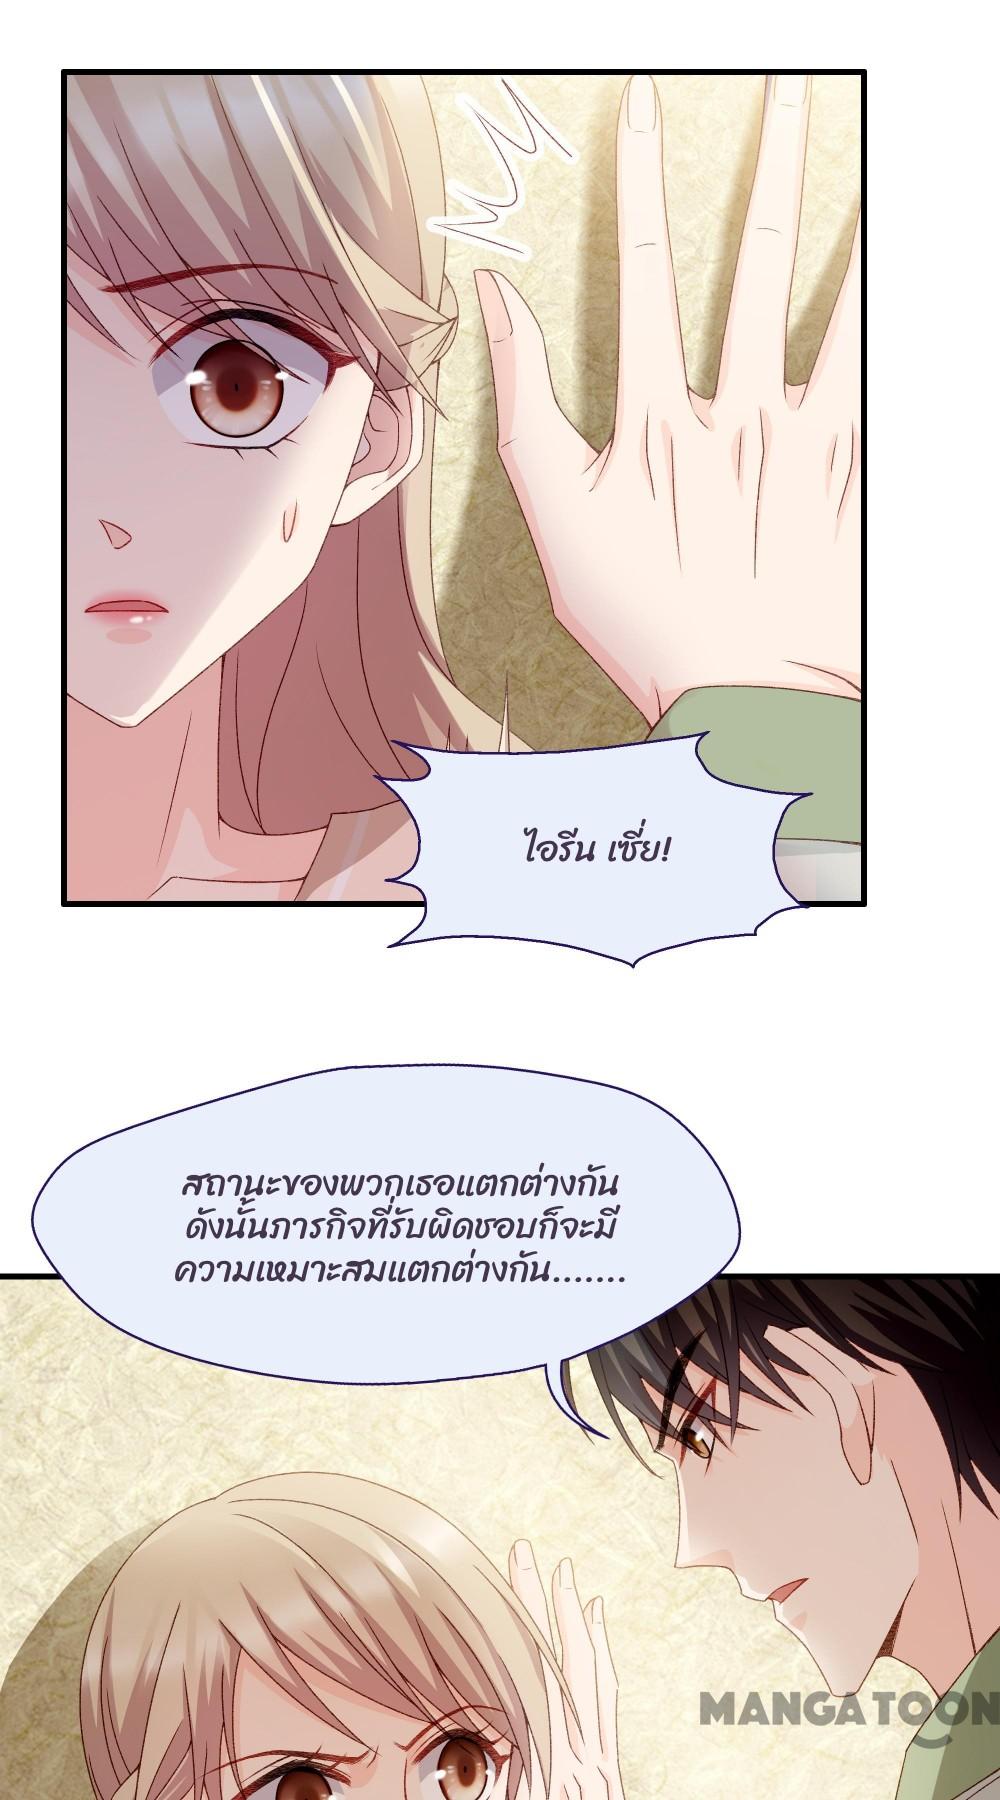 ไอรีน เซี่ย!
สถานะของพวกเธอแตกต่างกัน
ดังนั้นภารกิจที่รับผิดชอบก็จะมี
ความเหมาะสมแตกต่างกัน.......
MANGATOON